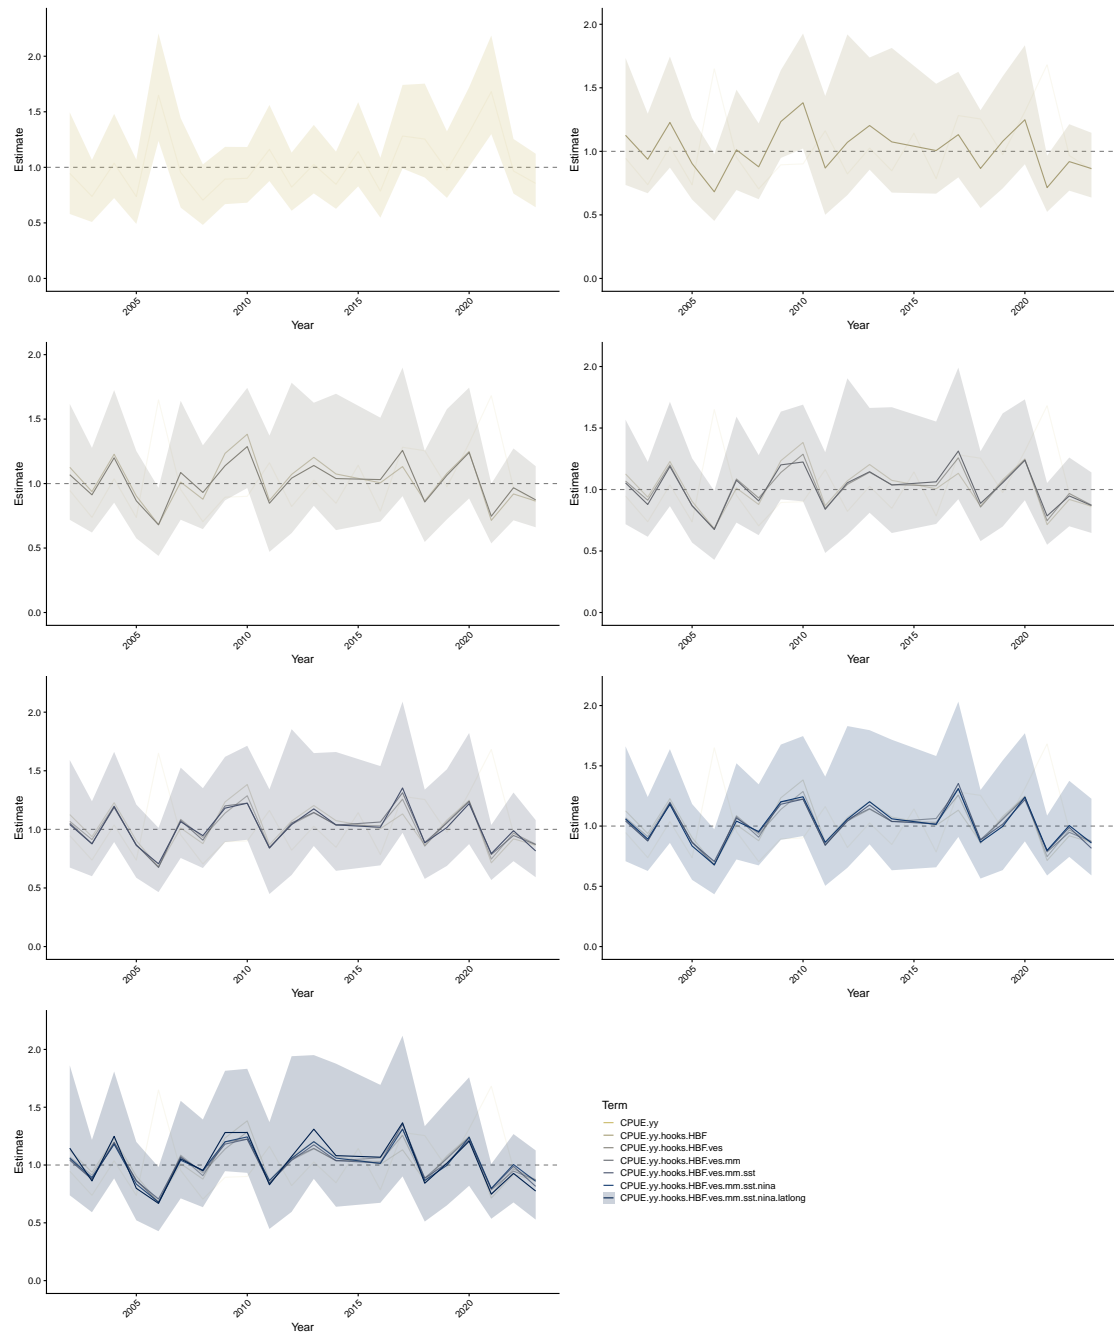 2.0
1.5
1.0
0.5
0.0
Estimate
2005
2010
2015
2020
Year
2.0
1.5
1.0
0.5
0.0
Estimate
2005
2010
2015
2020
Year
2.0
1.5
1.0
0.5
0.0
Estimate
2005
2010
2015
2020
Year
2.0
1.5
1.0
0.5
0.0
Estimate
2005
2010
2015
2020
Year
2.0
1.5
1.0
0.5
0.0
Estimate
2005
2010
2015
2020
Year
2.0
1.5
1.0
0.5
0.0
Estimate
2005
2010
2015
2020
Year
2.0
1.5
1.0
0.5
0.0
Estimate
2005
2010
2015
2020
Year
Term
CPUE.yy
CPUE.yy.hooks.HBF
CPUE.yy.hooks.HBF.ves
CPUE.yy.hooks.HBF.ves.mm
CPUE.yy.hooks.HBF.ves.mm.sst
CPUE.yy.hooks.HBF.ves.mm.sst.nina
CPUE.yy.hooks.HBF.ves.mm.sst.nina.latlong